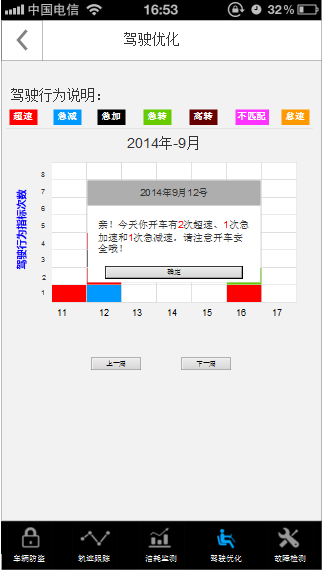 中国电信 16:53 32%
驾驶优化
驾驶行为说明：
超速 急减 急加 急转 高转 不匹配 怠速
2014年-9月
驾驶行为指标次数
8
7
6
5
4
3
2
1
2014年9月12号
亲！今天你开车有2次超速、1次急
加速和1次急减速，请注意开车安
全哦！
确定
11 12 13 14 15 16 17
上一周 下一周
车辆防盗 轨迹跟踪 油耗监测 驾驶优化 故障检测